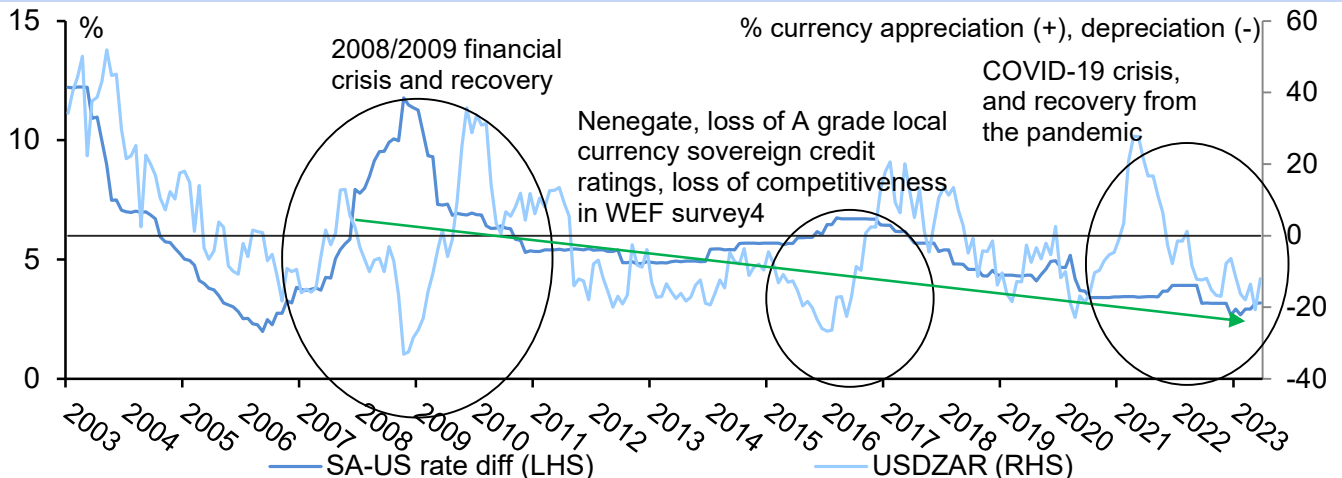 15
%
% currency appreciation (+), depreciation (-)
60
2008/2009 financial
crisis and recovery
COVID-19 crisis,
and recovery from
the pandemic
40
Nenegate, loss of A grade local
currency sovereign credit
ratings, loss of competitiveness
in WEF survey4
10
20
0
5
-20
0
-40
2003
2004
2005
2006
2007
2008
2009
2010
2011
2012
2013
2014
2015
2016
2017
2018
2019
2020
2021
2022
2023
SA-US rate diff (LHS)
USDZAR (RHS)